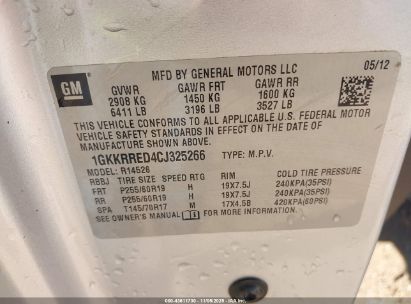 GM
MFD BY GENERAL MOTORS LLC
05/12
GVWR GAWR FRT GAWR RR
2908 KG 1450 KG 1600 KG
6411 LB 3196 LB 3527 LB
THIS VEHICLE CONFORMS TO ALL APPLICABLE U.S. FEDERAL MOTOR
VEHICLE SAFETY STANDARDS IN EFFECT ON THE DATE OF
MANUFACTURE SHOWN ABOVE.
1GKKRRED4CJ325266 TYPE: M.P.V.
MODEL: R14526
RBBJ TIRE SIZE SPEED RTG RIM COLD TIRE PRESSURE
FRT P255/60R19 H 19X7.5J 240KPA(35PSI)
RR P255/60R19 H 19X7.5J 240KPA(35PSI)
SPA T145/70R17 M 17X4.5B 420KPA(60PSI)
SEE OWNER'S MANUAL FOR MORE INFORMATION.